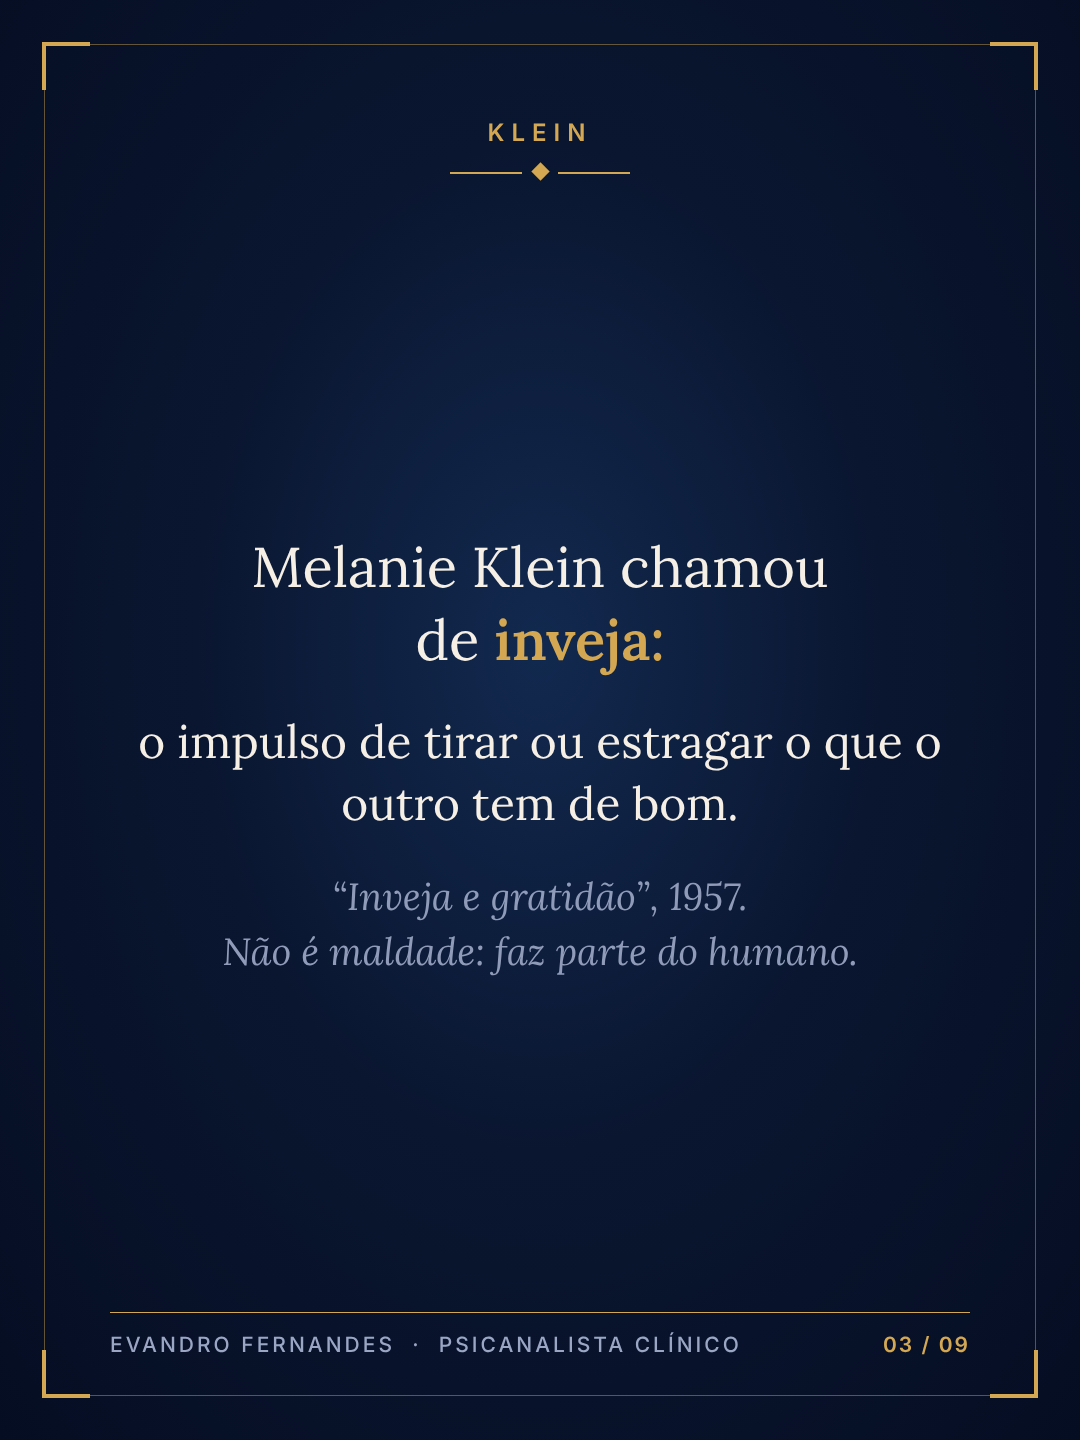 KLEIN
Melanie Klein chamou
de inveja:
o impulso de tirar ou estragar o que o
outro tem de bom.
“Inveja e gratidão”, 1957.
Não é maldade: faz parte do humano.
EVANDRO FERNANDES · PSICANALISTA CLÍNICO 03 / 09